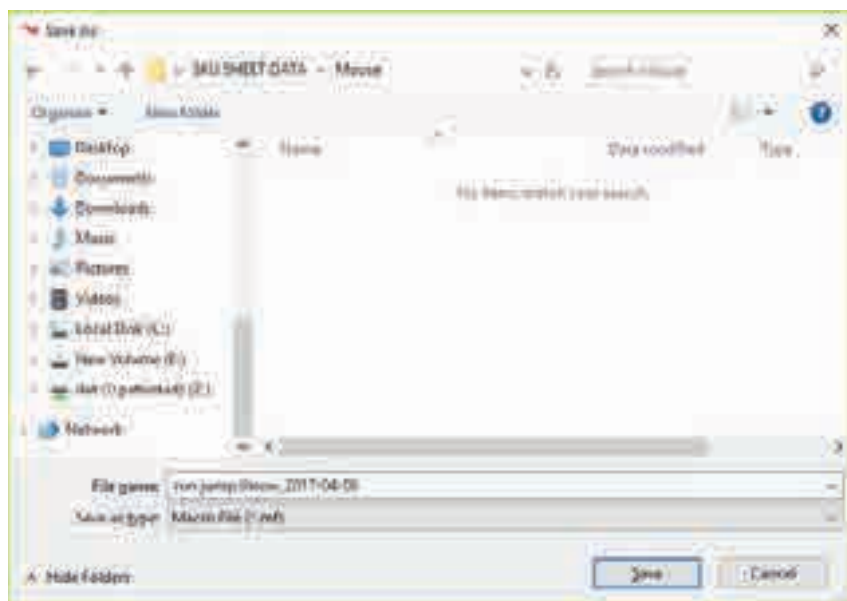 Save As
SKU SHEET DATA Mouse
Organize New folder
Name Date modified Type
No items match your search.
Desktop
Documents
Downloads
Music
Pictures
Videos
Local Disk (C:)
New Volume (E:)
Network
File name:
Save as type: Macro File
Hide Folders Save Cancel